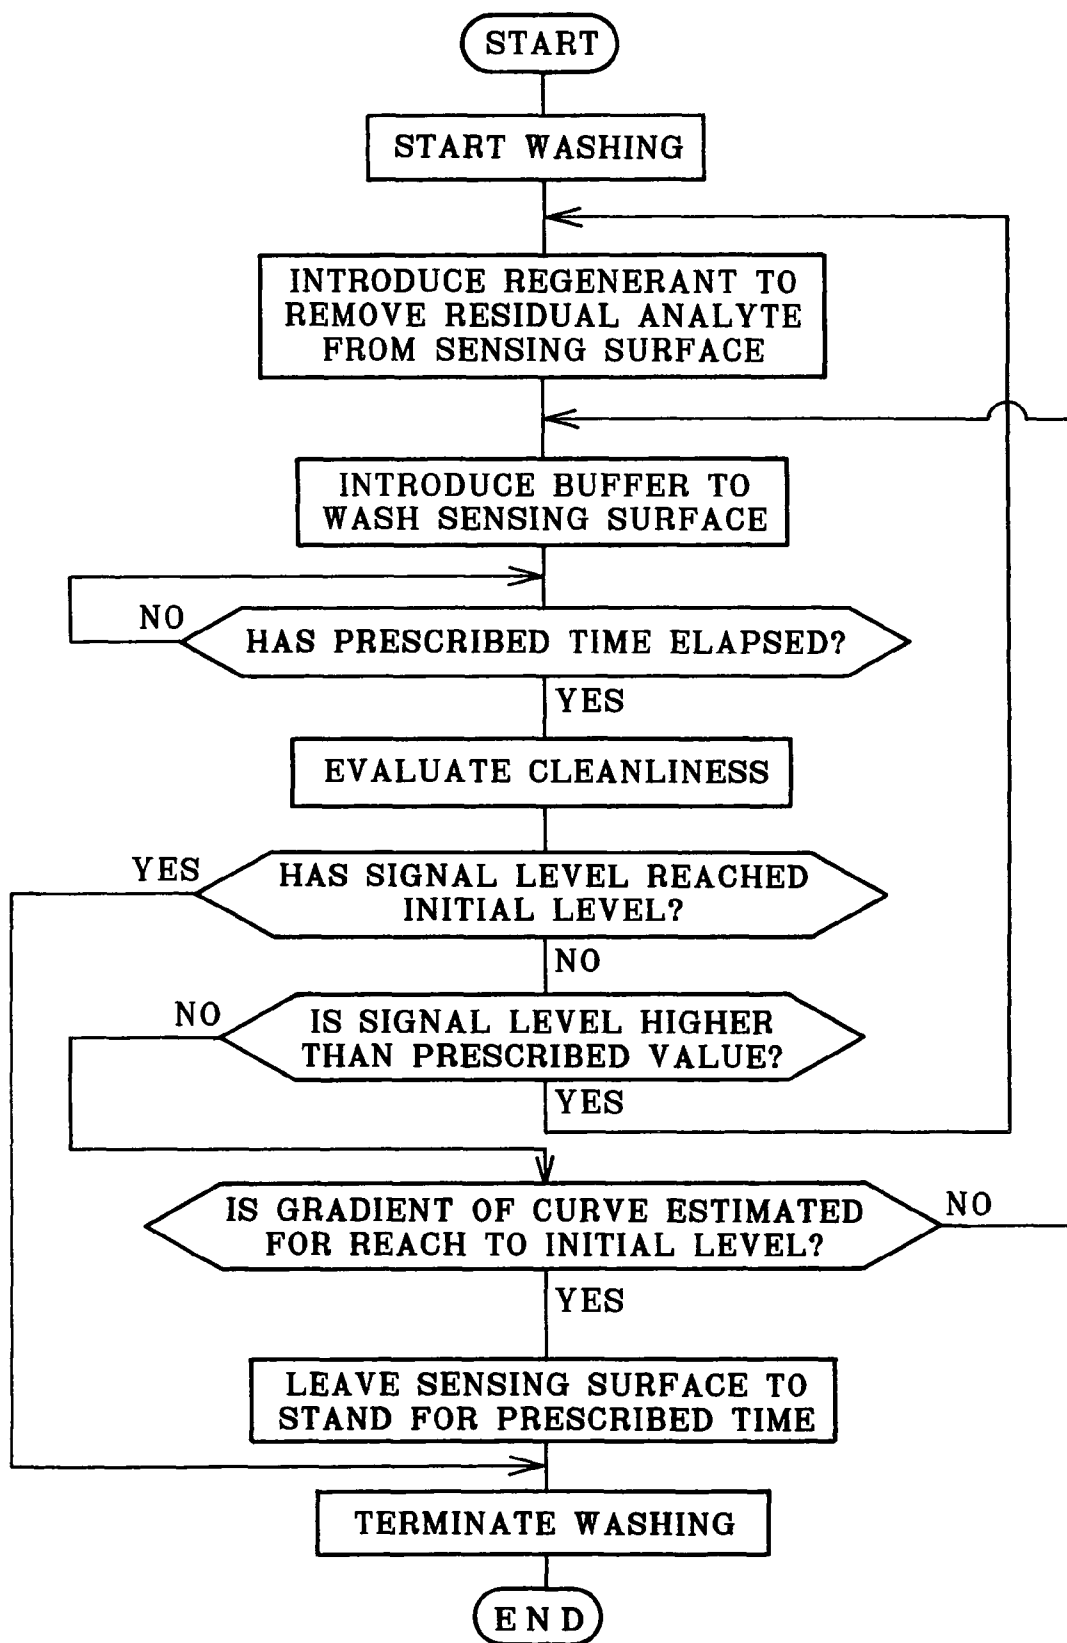 START
START WASHING
INTRODUCE REGENERANT TO
REMOVE RESIDUAL ANALYTE
FROM SENSING SURFACE
INTRODUCE BUFFER TO
WASH SENSING SURFACE
NO
HAS PRESCRIBED TIME ELAPSED?
YES
EVALUATE CLEANLINESS
YES
HAS SIGNAL LEVEL REACHED
INITIAL LEVEL?
NO
NO
IS SIGNAL LEVEL HIGHER
THAN PRESCRIBED VALUE?
YES
IS GRADIENT OF CURVE ESTIMATED
FOR REACH TO INITIAL LEVEL?
NO
YES
LEAVE SENSING SURFACE TO
STAND FOR PRESCRIBED TIME
TERMINATE WASHING
END